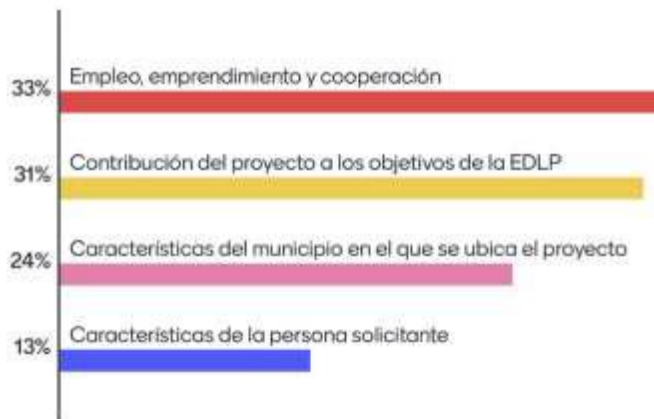 Empleo, emprendimiento y cooperación
33%
Contribución del proyecto a los objetivos de la EDLP
31%
Características del municipio en el que se ubica el proyecto
24%
Características de la persona solicitante
13%